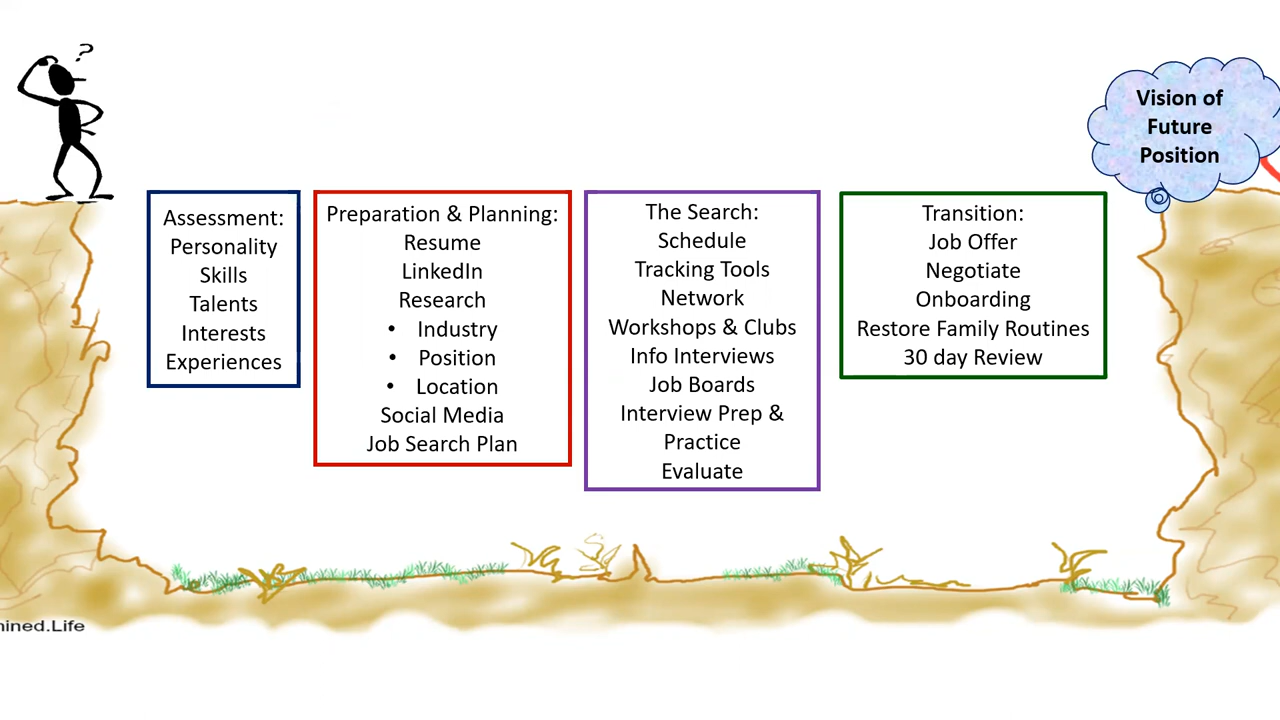 ?
Vision of
Future
Position
Assessment:
Personality
Skills
Talents
Interests
Experiences
Preparation & Planning:
Resume
LinkedIn
Research
• Industry
• Position
• Location
Social Media
Job Search Plan
The Search:
Schedule
Tracking Tools
Network
Workshops & Clubs
Info Interviews
Job Boards
Interview Prep &
Practice
Evaluate
Transition:
Job Offer
Negotiate
Onboarding
Restore Family Routines
30 day Review
nined.Life